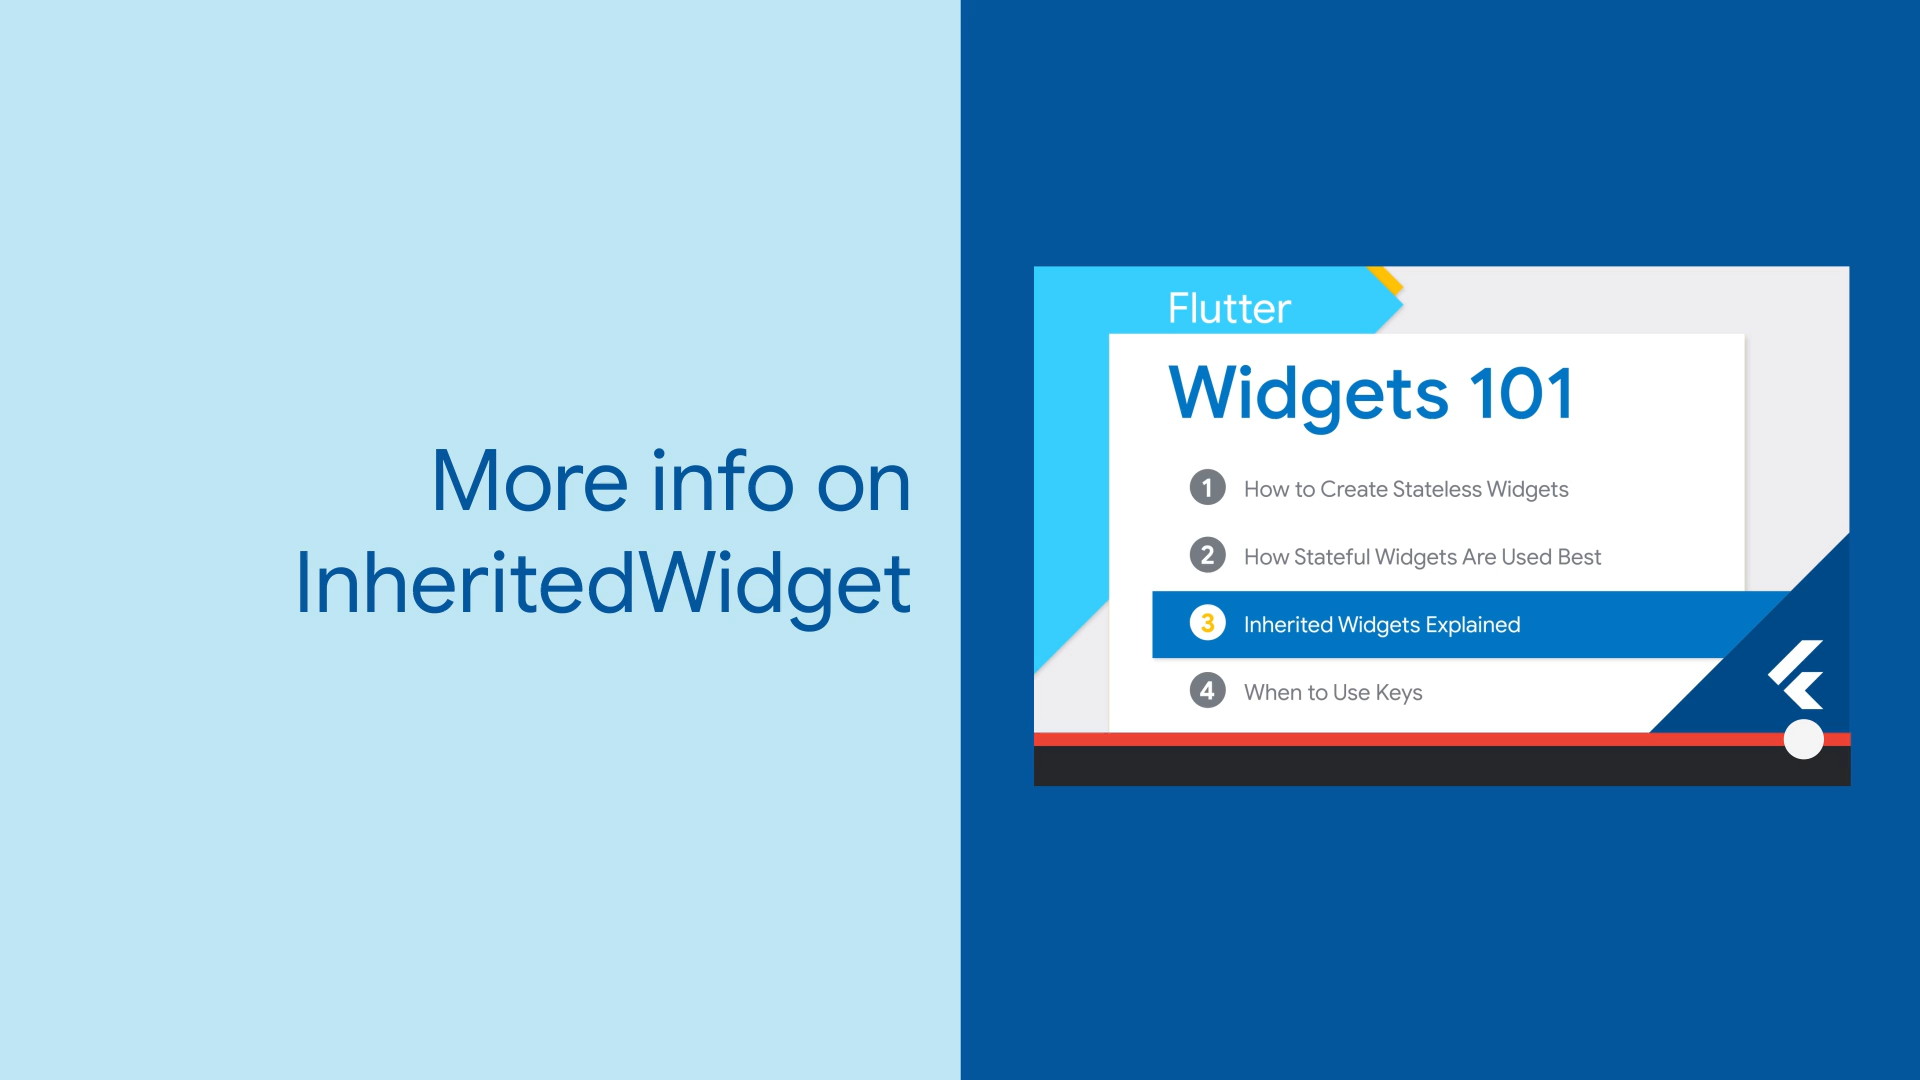 More info on
InheritedWidget
Flutter
Widgets 101
1 How to Create Stateless Widgets
2 How Stateful Widgets Are Used Best
3 Inherited Widgets Explained
4 When to Use Keys